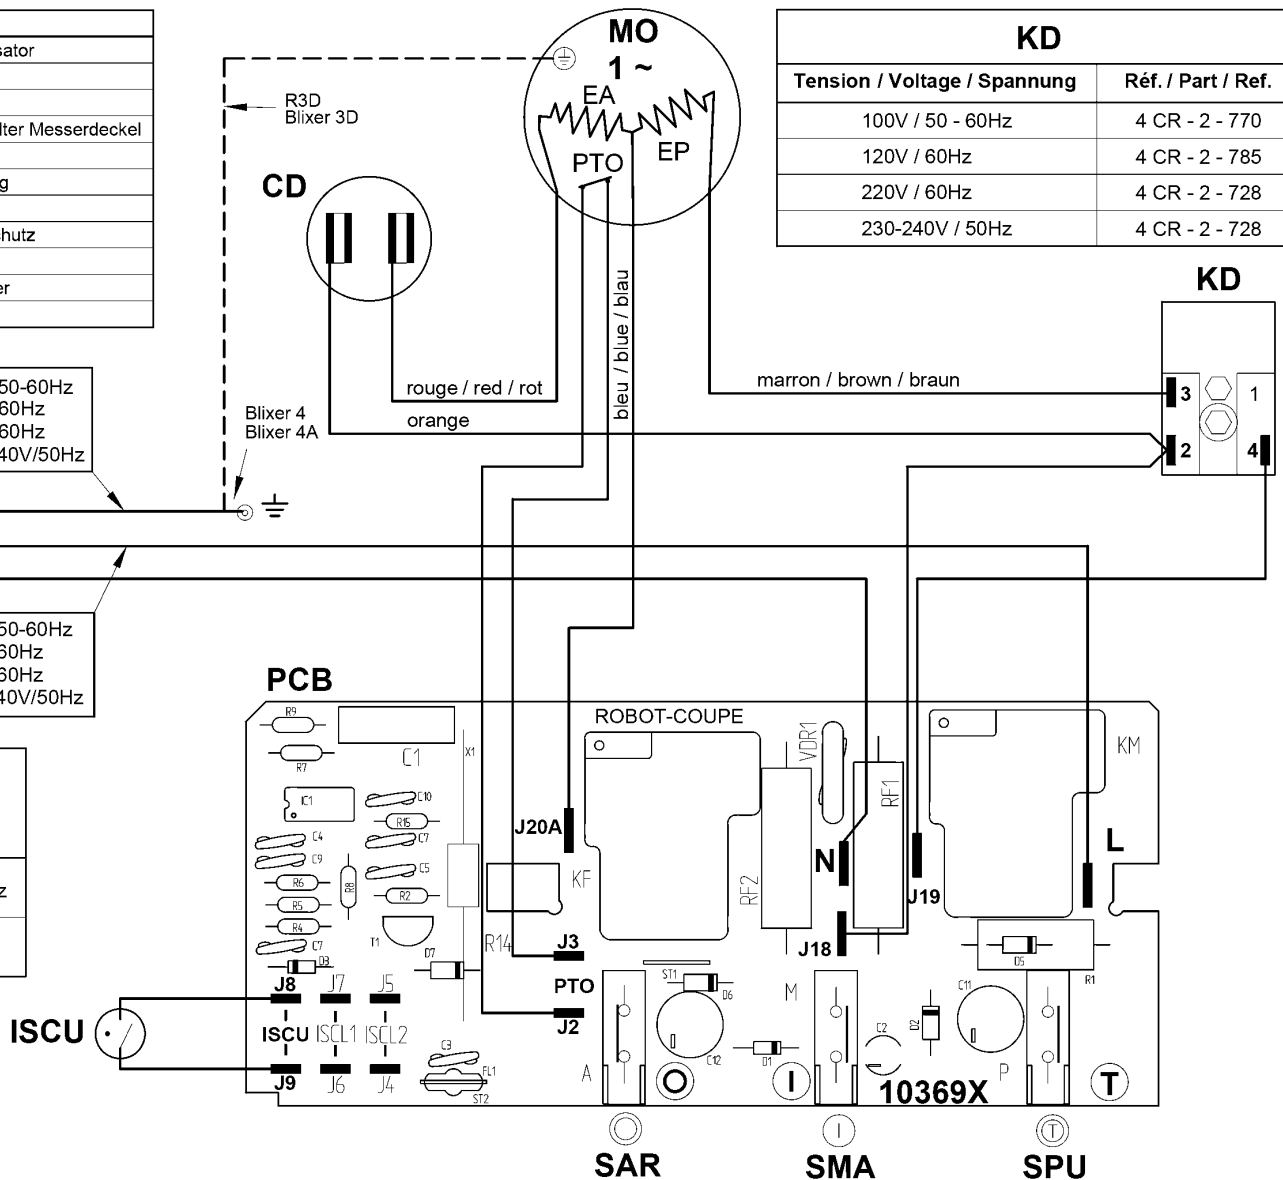 sator
lter Messerdeckel
g
hutz
er
MO
1 ~
EA
PTO
EP
R3D
Blixer 3D
CD
KD
Tension / Voltage / Spannung Réf. / Part / Ref.
100V / 50 - 60Hz 4 CR - 2 - 770
120V / 60Hz 4 CR - 2 - 785
220V / 60Hz 4 CR - 2 - 728
230-240V / 50Hz 4 CR - 2 - 728
KD
3 1
2 4
bleu / blue / blau
rouge / red / rot
orange
marron / brown / braun
50-60Hz
60Hz
60Hz
40V/50Hz
Blixer 4
Blixer 4A
50-60Hz
60Hz
60Hz
40V/50Hz
z
PCB
ROBOT-COUPE
R9
R7
C1
X1
VDR1
KM
IC1
C10
R15
C4
C7
C9
C5
R6
R8
R2
R5
R4
C7
T1
D3
D7
R14
J20A
KF
RF2
RF1
N
L
J19
J18
J3
PTO
J2
ST1
D6
C12
M
D1
C2
D2
C11
D5
R1
P
J8 J7 J5
ISCU
ISCU ISCL1 ISCL2
J9 J6 J4
C3
FL1
ST2
A
O
I
10369X
T
I
T
SAR
SMA
SPU